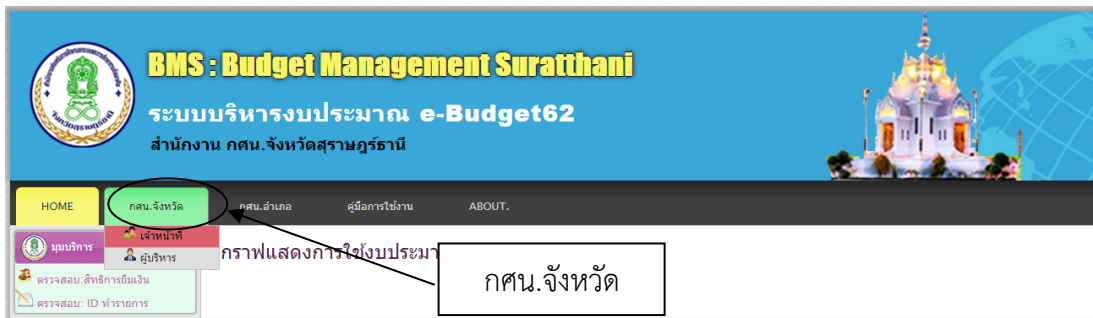 BMS : Budget Management Suratthani
ระบบบริหารงบประมาณ e-Budget62
สำนักงาน กศน.จังหวัดสุราษฎร์ธานี
HOME
กศน.จังหวัด
กศน.อำเภอ
คู่มือการใช้งาน
ABOUT.
มุมบริการ
เจ้าหน้าที่
ผู้บริหาร
ตรวจสอบ:สิทธิการยืมเงิน
ตรวจสอบ: ID ทำรายการ
กราฟแสดงการใช้งบประมา
กศน.จังหวัด